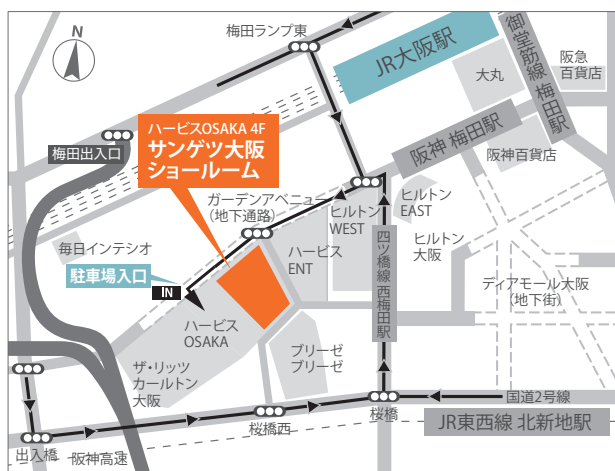 N
梅田ランプ東
JR大阪駅
御堂筋線 梅田駅
阪急
百貨店
大丸
阪神 梅田駅
阪神百貨店
梅田出入口
ハービスOSAKA 4F
サンゲツ大阪
ショールーム
ガーデンアベニュー
(地下通路)
ヒルトン
WEST
ヒルトン
EAST
ヒルトン
大阪
毎日インテシオ
駐車場入口
IN
ハービス
ENT
四ツ橋線 西梅田駅
ディアモール大阪
(地下街)
ハービス
OSAKA
ザ・リッツ
カールトン
大阪
ブリーゼ
ブリーゼ
国道2号線
桜橋
桜橋西
JR東西線 北新地駅
出入橋
阪神高速